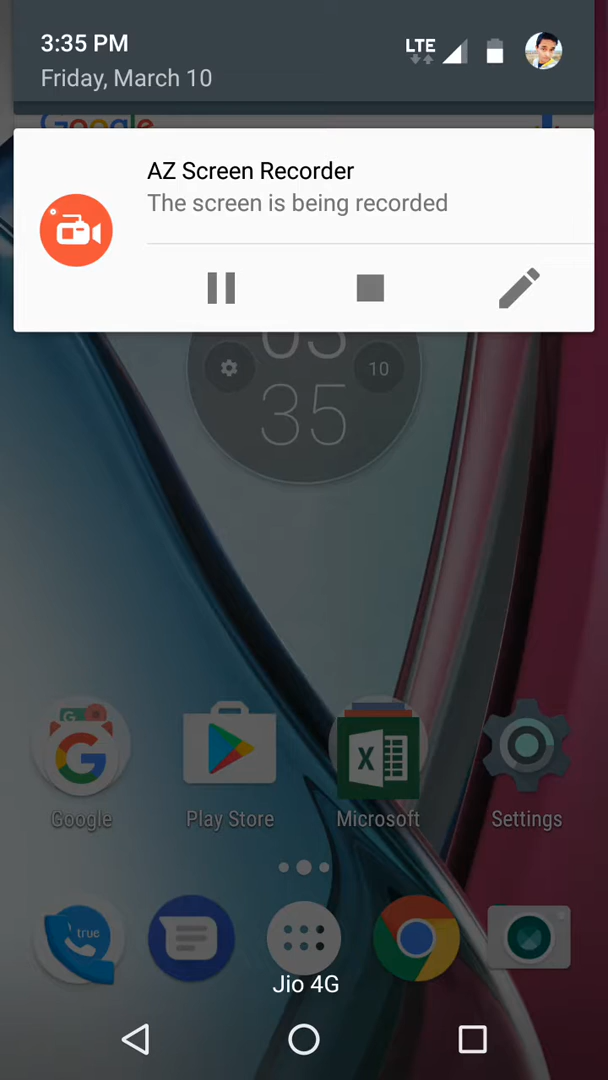 3:35 PM
LTE
Friday, March 10
Google
AZ Screen Recorder
The screen is being recorded
10
35
Google
Play Store
Microsoft
Settings
true
Jio 4G